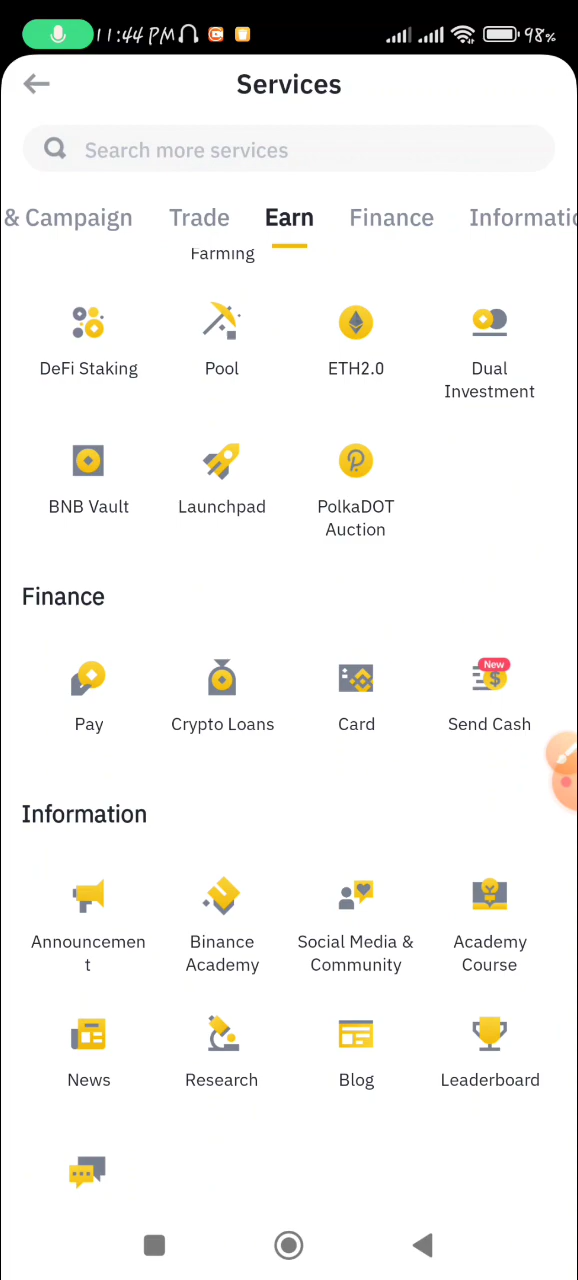 11:44 PM 98%
Services
Search more services
& Campaign Trade Earn Finance Informatio
Farming
DeFi Staking Pool ETH2.0 Dual
Investment
BNB Vault Launchpad PolkaDOT
Auction
Finance
New
Pay Crypto Loans Card Send Cash
Information
Announcemen Binance Social Media & Academy
t Academy Community Course
News Research Blog Leaderboard